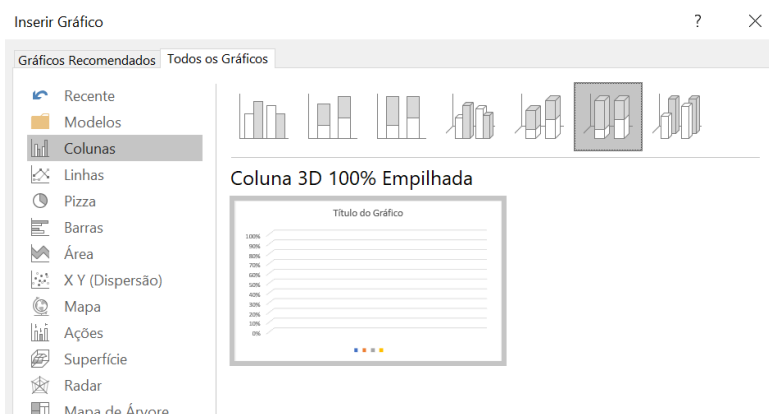 Inserir Gráfico
?
Gráficos Recomendados
Todos os Gráficos
Recente
Modelos
Colunas
Linhas
Pizza
Barras
Área
X Y (Dispersão)
Mapa
Ações
Superfície
Radar
Mapa de Árvore
Coluna 3D 100% Empilhada
Título do Gráfico
100%
90%
80%
70%
60%
50%
40%
30%
20%
10%
0%